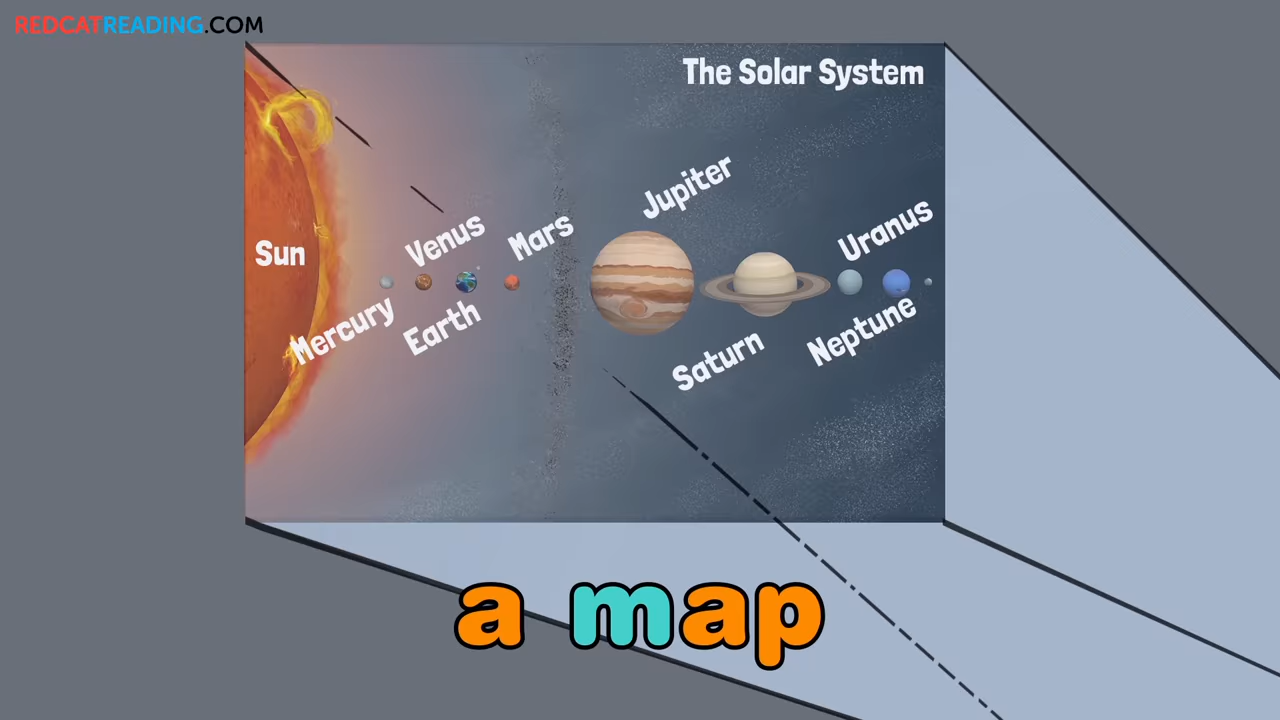 REDCATREADING.COM
The Solar System
Jupiter
Uranus
Venus
Mars
Sun
Mercury
Earth
Neptune
Saturn
a map